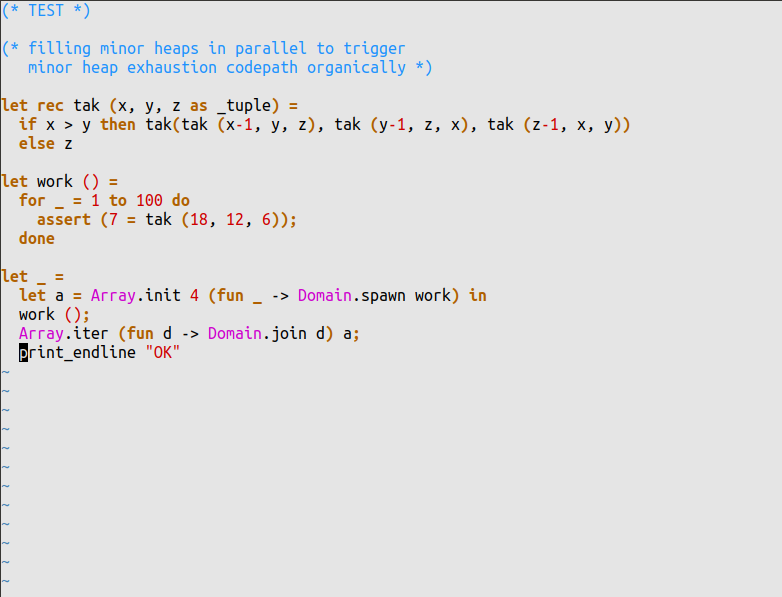 (* TEST *)
(* filling minor heaps in parallel to trigger
   minor heap exhaustion codepath organically *)
let rec tak (x, y, z as _tuple) =
  if x > y then tak(tak (x-1, y, z), tak (y-1, z, x), tak (z-1, x, y))
  else z
let work () =
  for _ = 1 to 100 do
    assert (7 = tak (18, 12, 6));
  done
let _ =
  let a = Array.init 4 (fun _ -> Domain.spawn work) in
  work ();
  Array.iter (fun d -> Domain.join d) a;
  print_endline "OK"
~
~
~
~
~
~
~
~
~
~
~
~